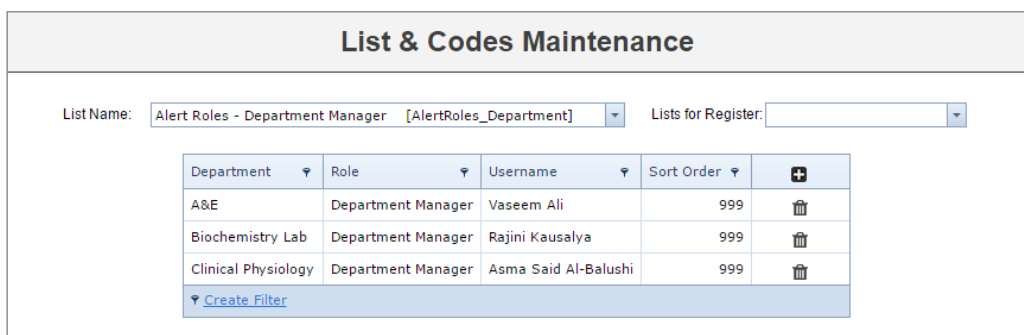 List & Codes Maintenance
List Name: Alert Roles - Department Manager [AlertRoles_Department] Lists for Register:
Department Role Username Sort Order
A&E Department Manager Vaseem Ali 999
Biochemistry Lab Department Manager Rajini Kausalya 999
Clinical Physiology Department Manager Asma Said Al-Balushi 999
Create Filter